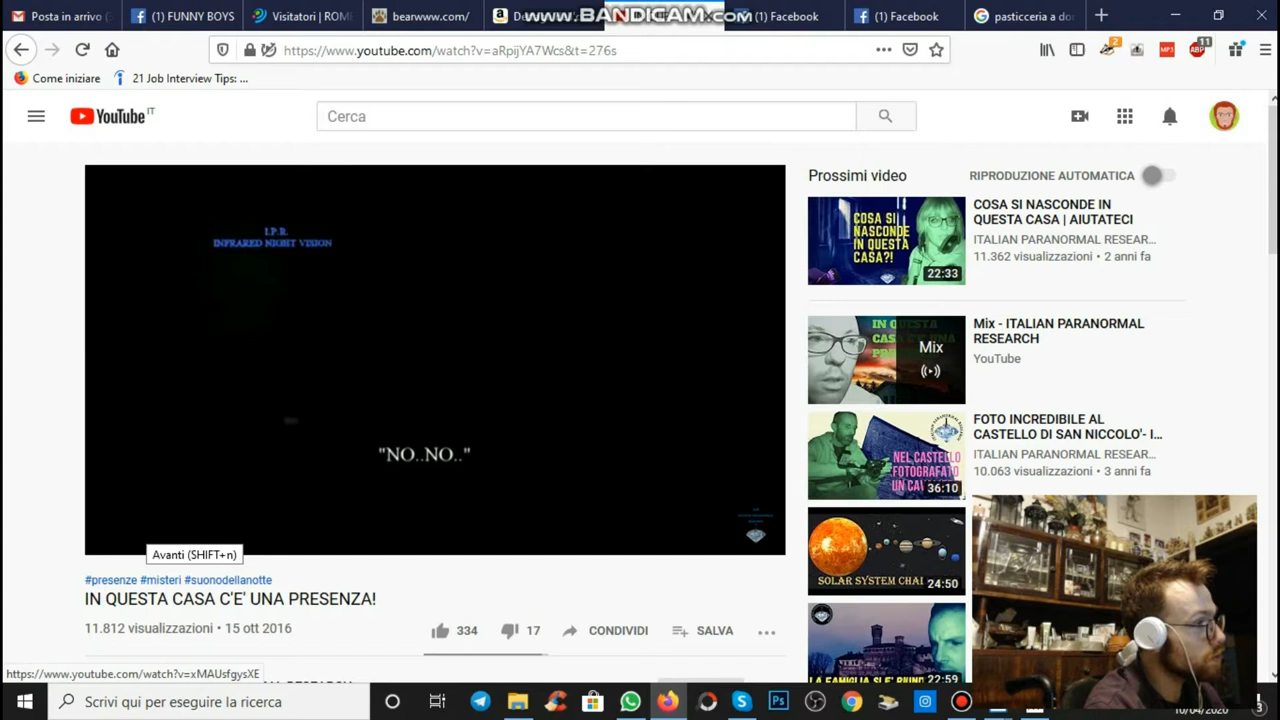 Posta in arrivo (
(1) FUNNY BOYS
Visitatori | ROM
bearwww.com/
www.BANDICAM.com
(1) Facebook
(1) Facebook
pasticceria a dor
https://www.youtube.com/watch?v=aRpijYA7Wcs&t=276s
2
MP3
ABP
11
Come iniziare
21 Job Interview Tips: ...
YouTube IT
Cerca
I.P.R.
INFRARED NIGHT VISION
"NO..NO.."
Avanti (SHIFT+n)
#presenze #misteri #suonodellanotte
IN QUESTA CASA C'E' UNA PRESENZA!
11.812 visualizzazioni • 15 ott 2016
334
17
CONDIVIDI
SALVA
https://www.youtube.com/watch?v=xMAUsfgysXE
Prossimi video
RIPRODUZIONE AUTOMATICA
COSA SI
NASCONDE
IN QUESTA
CASA?!
22:33
COSA SI NASCONDE IN
QUESTA CASA | AIUTATECI
ITALIAN PARANORMAL RESEAR...
11.362 visualizzazioni • 2 anni fa
Mix
Mix - ITALIAN PARANORMAL
RESEARCH
YouTube
NEL CASTELLO
FOTOGRAFATO
36:10
FOTO INCREDIBILE AL
CASTELLO DI SAN NICCOLO'- I...
ITALIAN PARANORMAL RESEAR...
10.063 visualizzazioni • 3 anni fa
SOLAR SYSTEM CHAI
24:50
22:59
Scrivi qui per eseguire la ricerca
10/04/2020